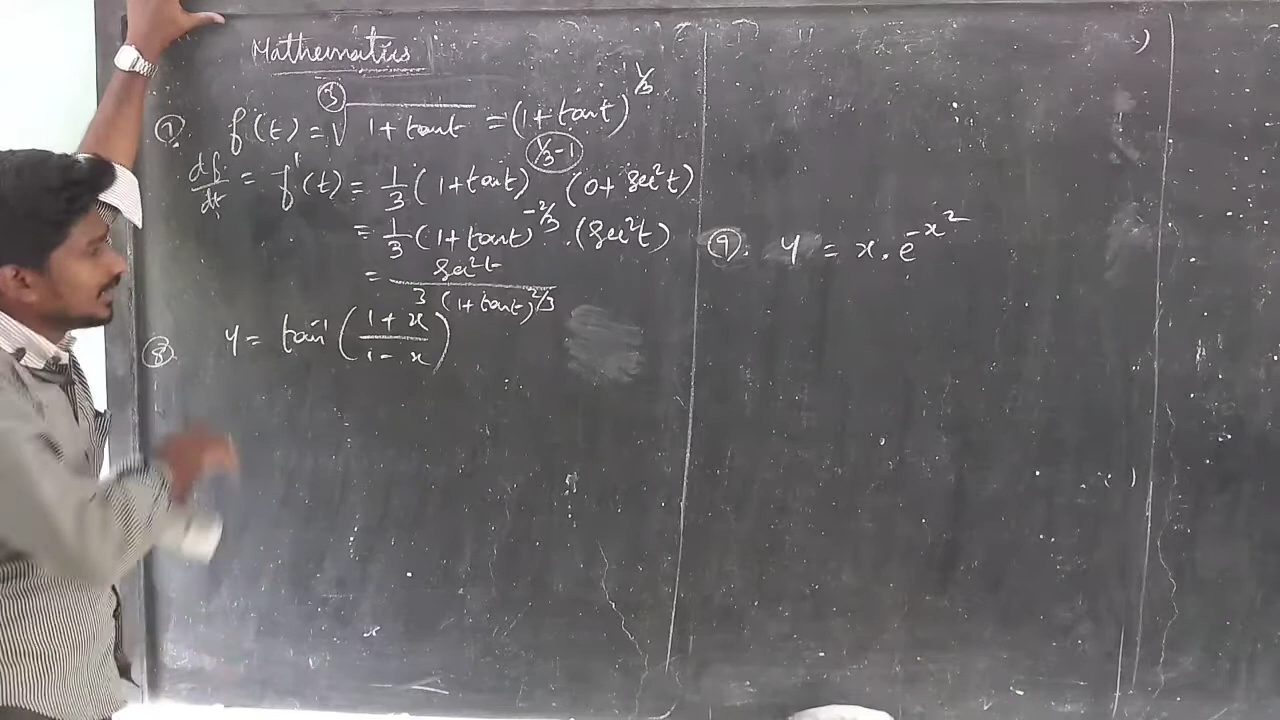 Mathematics
7. f(t) = ∛(1+tan t) = (1+tan t)^(1/3)
df/dt = f'(t) = 1/3 (1+tan t)^(1/3-1) (0+sec²t)
= 1/3 (1+tan t)^(-2/3) . (sec²t)
= sec²t / 3 (1+tan t)^(2/3)
8. y = tan⁻¹ ((1+x)/(1-x))
9. y = x.e^(-x²)